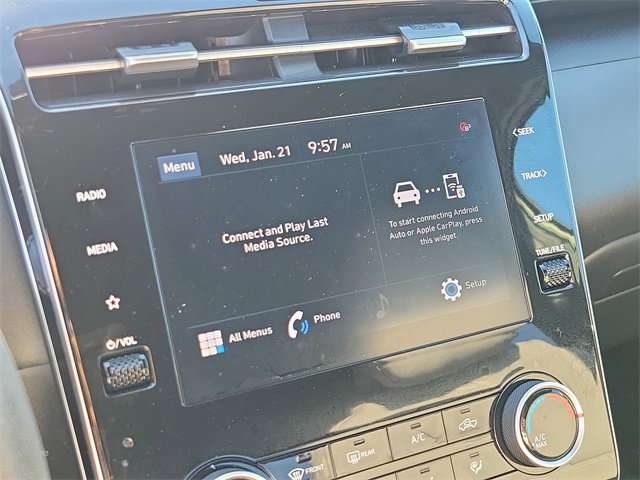 Menu
Wed, Jan. 21
9:57 AM
<SEEK
RADIO
TRACK>
Connect and Play Last
Media Source.
To start connecting Android
Auto or Apple CarPlay, press
this widget.
MEDIA
SETUP
TUNE/FILE
Setup
All Menus
Phone
/VOL
FRONT
REAR
A/C
A/C
MAX